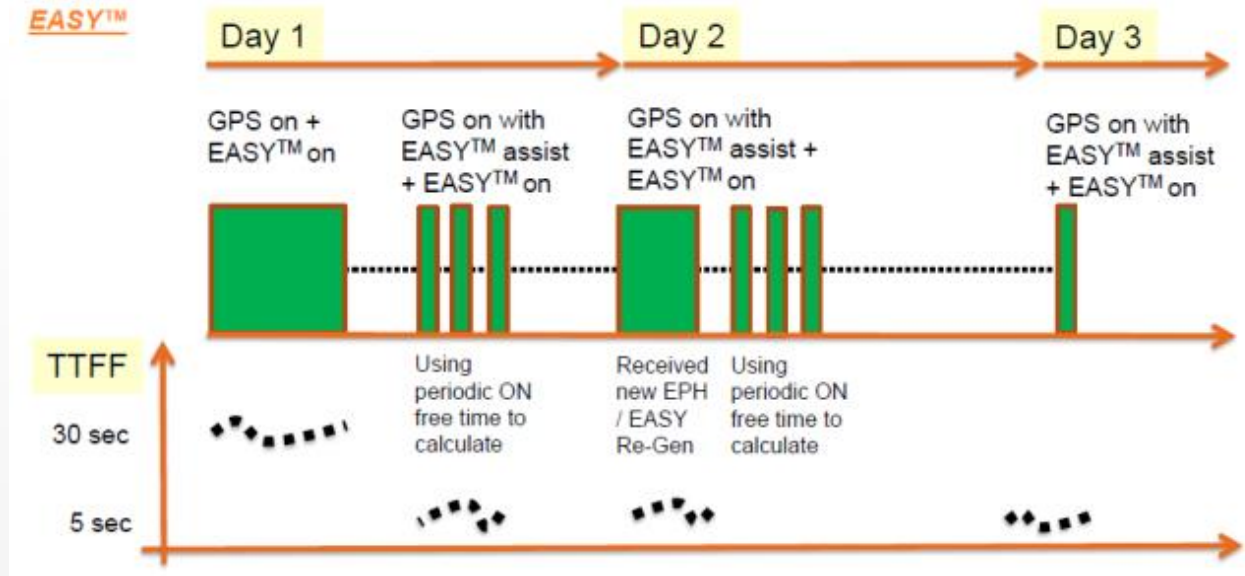 EASY™
Day 1
Day 2
Day 3
GPS on +
EASY™ on
GPS on with
EASY™ assist
+ EASY™ on
GPS on with
EASY™ assist +
EASY™ on
GPS on with
EASY™ assist
+ EASY™ on
TTFF
Using
periodic ON
free time to
calculate
Received
new EPH
/ EASY
Re-Gen
Using
periodic ON
free time to
calculate
30 sec
5 sec